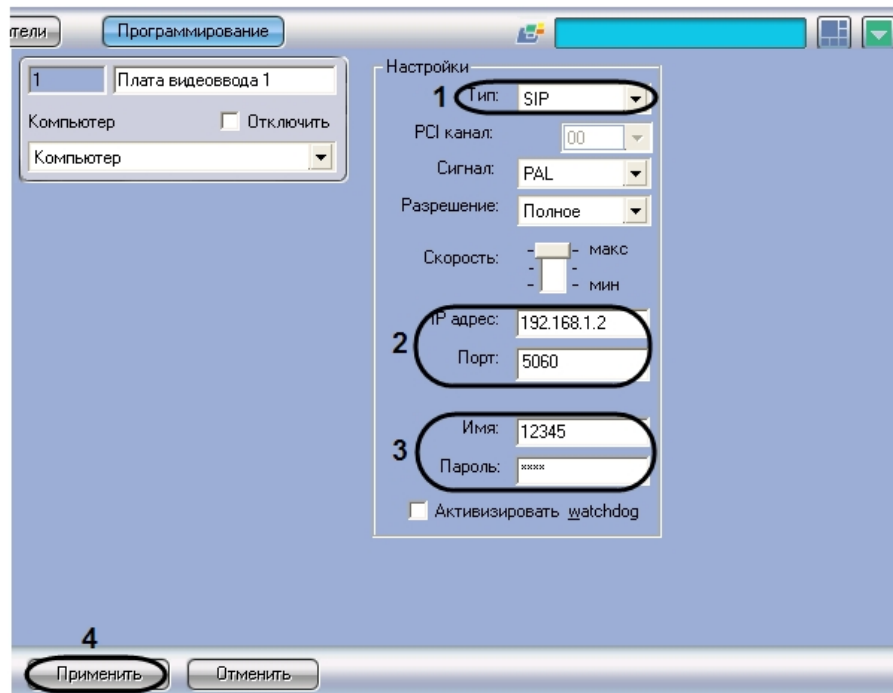 тели Программирование
1 Плата видеоввода 1
Компьютер Отключить
Компьютер
Настройки
1 Тип: SIP
PCI канал: 00
Сигнал: PAL
Разрешение: Полное
Скорость: макс
мин
2 IP адрес: 192.168.1.2
Порт: 5060
3 Имя: 12345
Пароль: ××××
Активизировать watchdog
4
Применить Отменить